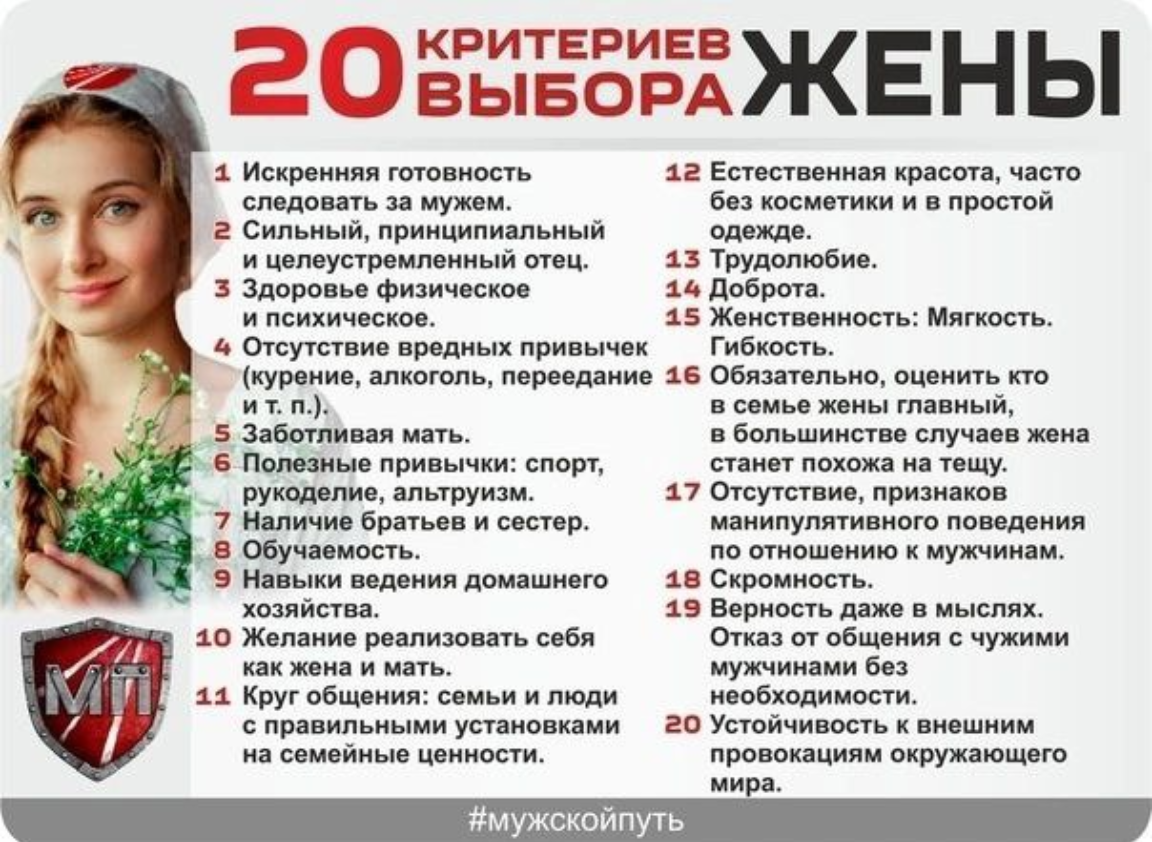 20 КРИТЕРИЕВ ВЫБОРА ЖЕНЫ
1 Искренняя готовность
следовать за мужем.
2 Сильный, принципиальный
и целеустремленный отец.
3 Здоровье физическое
и психическое.
4 Отсутствие вредных привычек
(курение, алкоголь, переедание
и т. п.).
5 Заботливая мать.
6 Полезные привычки: спорт,
рукоделие, альтруизм.
7 Наличие братьев и сестер.
8 Обучаемость.
9 Навыки ведения домашнего
хозяйства.
10 Желание реализовать себя
как жена и мать.
11 Круг общения: семьи и люди
с правильными установками
на семейные ценности.
12 Естественная красота, часто
без косметики и в простой
одежде.
13 Трудолюбие.
14 Доброта.
15 Женственность: Мягкость.
Гибкость.
16 Обязательно, оценить кто
в семье жены главный,
в большинстве случаев жена
станет похожа на тещу.
17 Отсутствие, признаков
манипулятивного поведения
по отношению к мужчинам.
18 Скромность.
19 Верность даже в мыслях.
Отказ от общения с чужими
мужчинами без
необходимости.
20 Устойчивость к внешним
провокациям окружающего
мира.
МП
#мужскойпуть